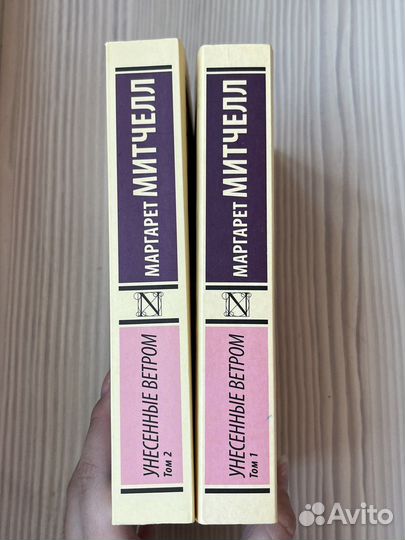 МАРГАРЕТ МИТЧЕЛЛ
УНЕСЕННЫЕ ВЕТРОМ
Том 2
МАРГАРЕТ МИТЧЕЛЛ
УНЕСЕННЫЕ ВЕТРОМ
Том 1
Avito